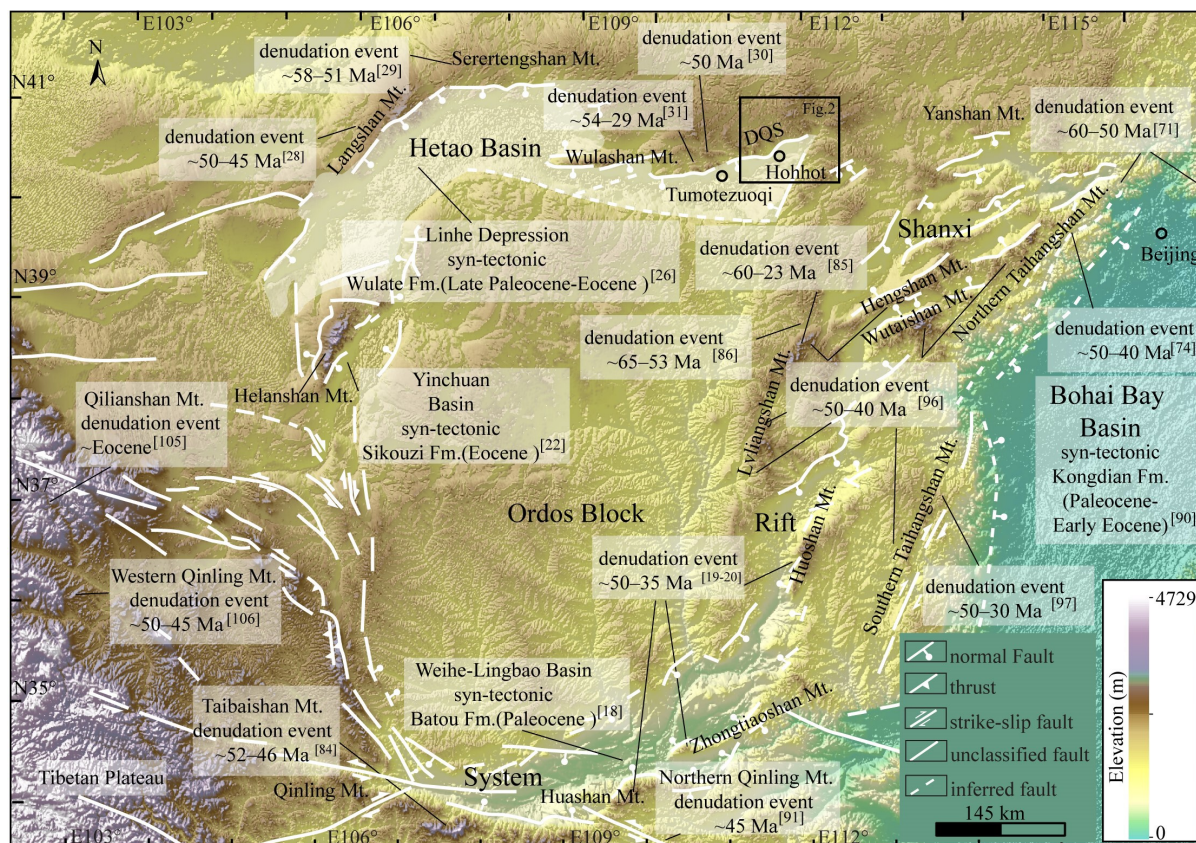 E103°
E106°
E109°
E112°
E115°
N
N41°
N39°
N37°
N35°
denudation event
~58–51 Ma[29]
Serertengshan Mt.
denudation event
~50 Ma [30]
denudation event
~54–29 Ma[31]
Fig.2
DQS
Hohhot
Yanshan Mt.
denudation event
~60–50 Ma[71]
denudation event
~50–45 Ma[28]
Langshan Mt.
Hetao Basin
Wulashan Mt.
Tumotezuoqi
Linhe Depression
syn-tectonic
Wulate Fm.(Late Paleocene-Eocene )[26]
denudation event
~60–23 Ma[85]
Shanxi
Hengshan Mt.
Wutaishan Mt.
Northern Taihangshan Mt.
Beijing
denudation event
~65–53 Ma [86]
denudation event
~50–40 Ma[74]
Helanshan Mt.
Qilianshan Mt.
denudation event
~Eocene[105]
Yinchuan
Basin
syn-tectonic
Sikouzi Fm.(Eocene )[22]
Lvliangshan Mt.
denudation event
~50–40 Ma [96]
Bohai Bay
Basin
syn-tectonic
Kongdian Fm.
(Paleocene-
Early Eocene)[90]
Ordos Block
Rift
Huoshan Mt.
Southern Taihangshan Mt.
denudation event
~50–35 Ma [19-20]
denudation event
~50–30 Ma[97]
Western Qinling Mt.
denudation event
~50–45 Ma[106]
Weihe-Lingbao Basin
syn-tectonic
Batou Fm.(Paleocene )[18]
Taibaishan Mt.
denudation event
~52–46 Ma[84]
Zhongtiaoshan Mt.
Tibetan Plateau
Qinling Mt.
System
Huashan Mt.
Northern Qinling Mt.
denudation event
~45 Ma[91]
normal Fault
thrust
strike-slip fault
unclassified fault
inferred fault
145 km
Elevation (m)
4729
0
E103°
E106°
E109°
E112°